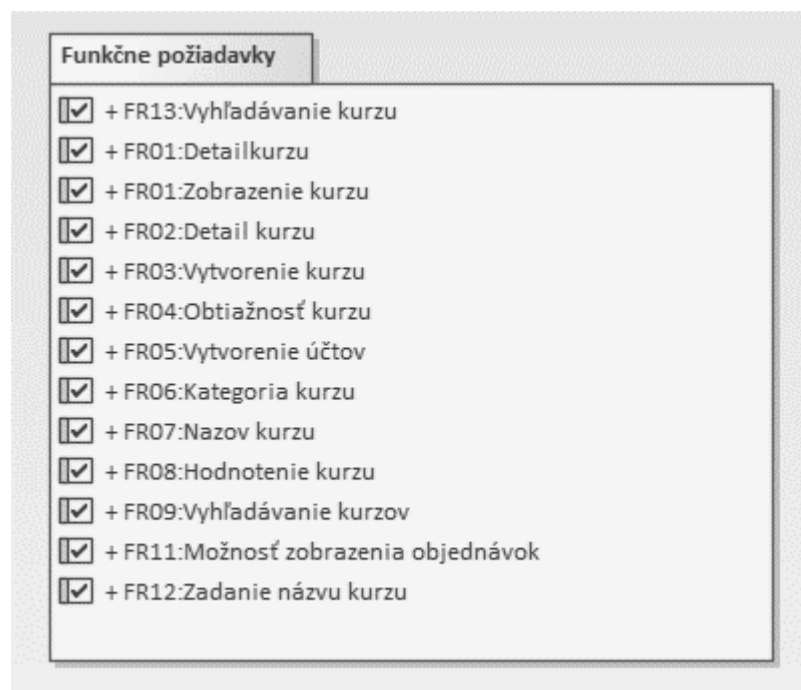 Funkčne požiadavky
+ FR13:Vyhľadávanie kurzu
+ FR01:Detailkurzu
+ FR01:Zobrazenie kurzu
+ FR02:Detail kurzu
+ FR03:Vytvorenie kurzu
+ FR04:Obtiažnosť kurzu
+ FR05:Vytvorenie účtov
+ FR06:Kategoria kurzu
+ FR07:Nazov kurzu
+ FR08:Hodnotenie kurzu
+ FR09:Vyhľadávanie kurzov
+ FR11:Možnosť zobrazenia objednávok
+ FR12:Zadanie názvu kurzu